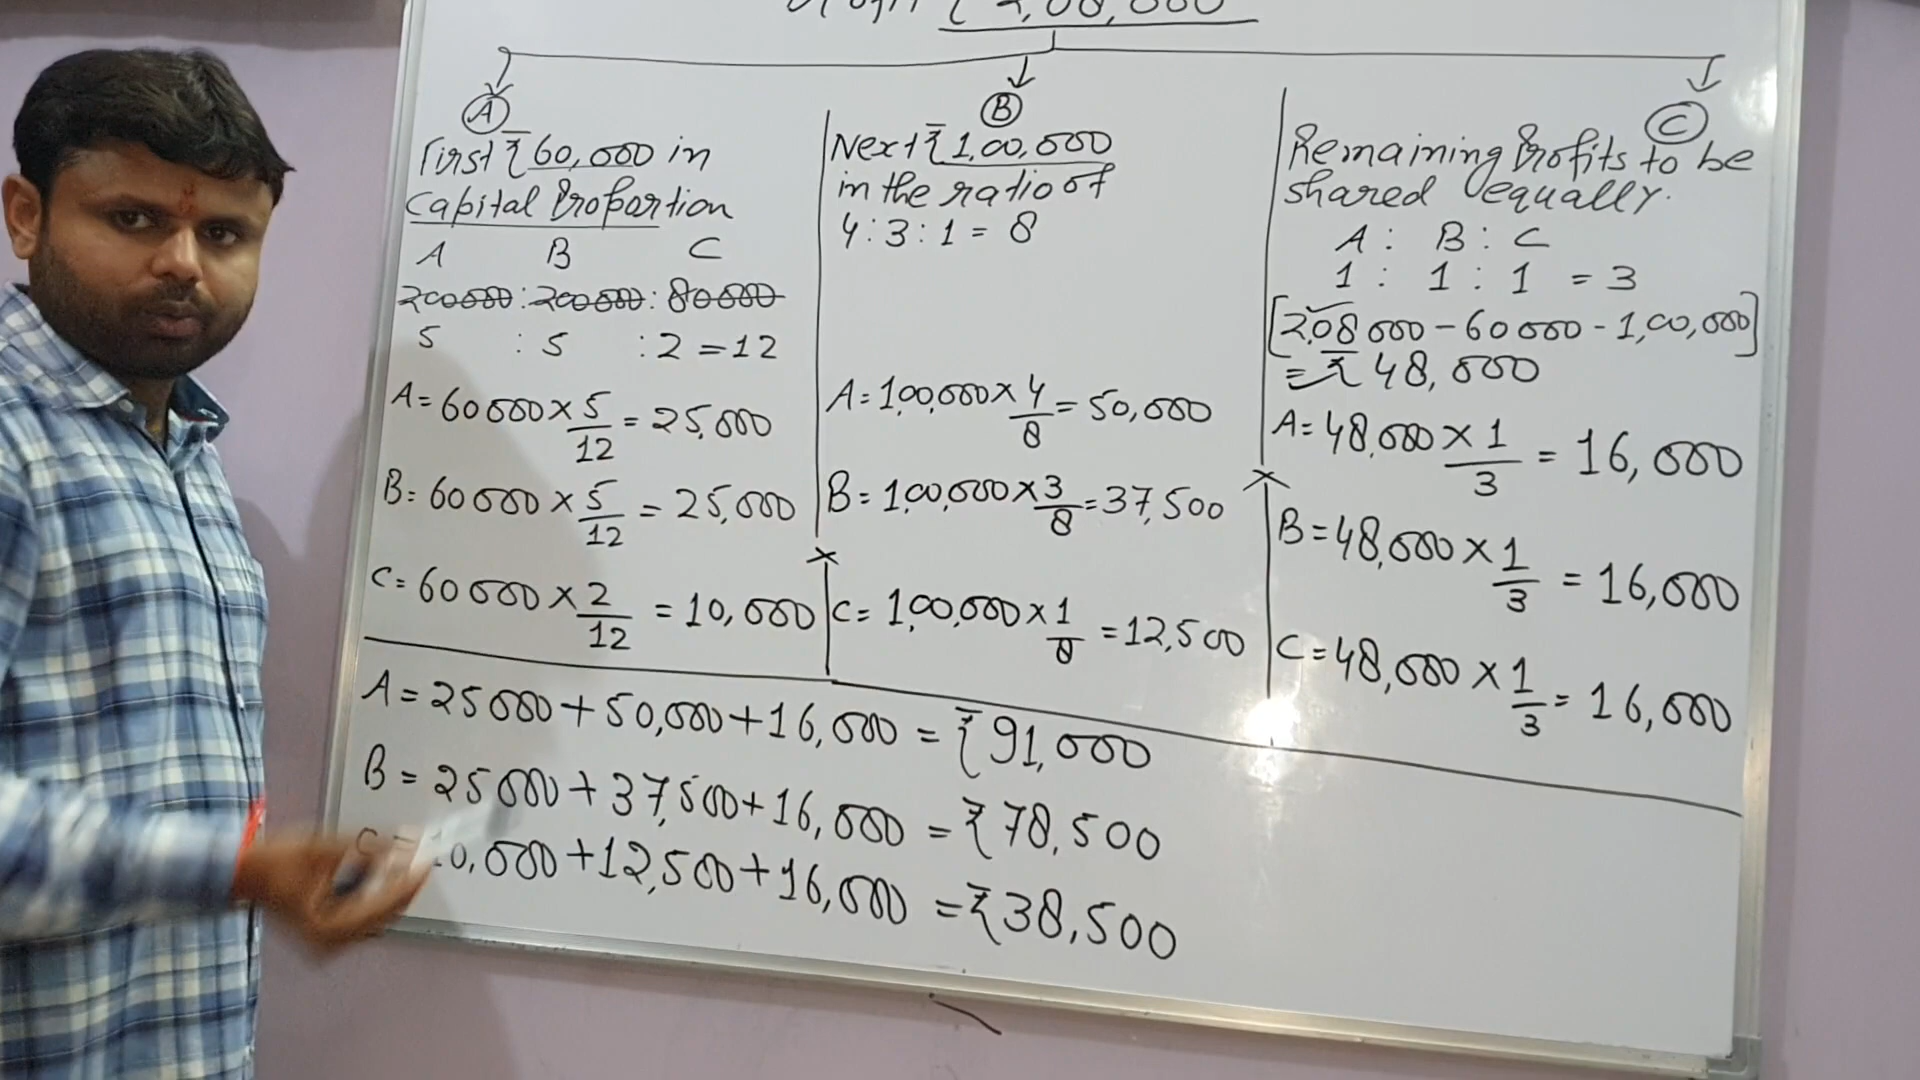 Profit ₹ 2,08,000
A
First ₹ 60,000 in
Capital Proportion
A B C
200000 : 200000 : 80000
5 : 5 : 2 = 12
A = 60000 × 5/12 = 25,000
B = 60000 × 5/12 = 25,000
C = 60000 × 2/12 = 10,000
B
Next ₹ 1,00,000
in the ratio of
4 : 3 : 1 = 8
A = 1,00,000 × 4/8 = 50,000
B = 1,00,000 × 3/8 = 37,500
C = 1,00,000 × 1/8 = 12,500
C
Remaining Profits to be
shared equally.
A : B : C
1 : 1 : 1 = 3
[2,08000 - 60000 - 1,00,000]
= ₹ 48,000
A = 48,000 × 1/3 = 16,000
B = 48,000 × 1/3 = 16,000
C = 48,000 × 1/3 = 16,000
A = 25000 + 50,000 + 16,000 = ₹ 91,000
B = 25000 + 37,500 + 16,000 = ₹ 78,500
C = 10,000 + 12,500 + 16,000 = ₹ 38,500